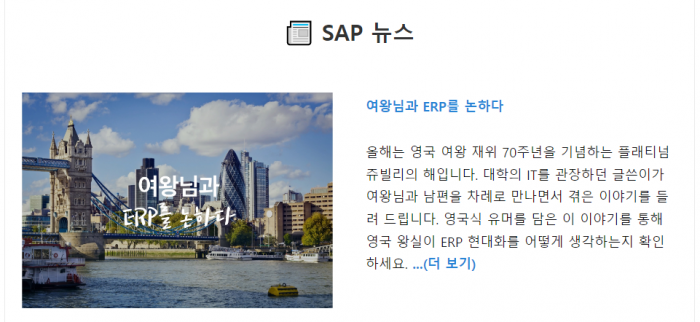 SAP 뉴스
여왕님과
ERP를 논하다
여왕님과 ERP를 논하다
올해는 영국 여왕 재위 70주년을 기념하는 플래티넘
쥬빌리의 해입니다. 대학의 IT를 관장하던 글쓴이가
여왕님과 남편을 차례로 만나면서 겪은 이야기를 들
려 드립니다. 영국식 유머를 담은 이 이야기를 통해
영국 왕실이 ERP 현대화를 어떻게 생각하는지 확인
하세요. ...(더 보기)